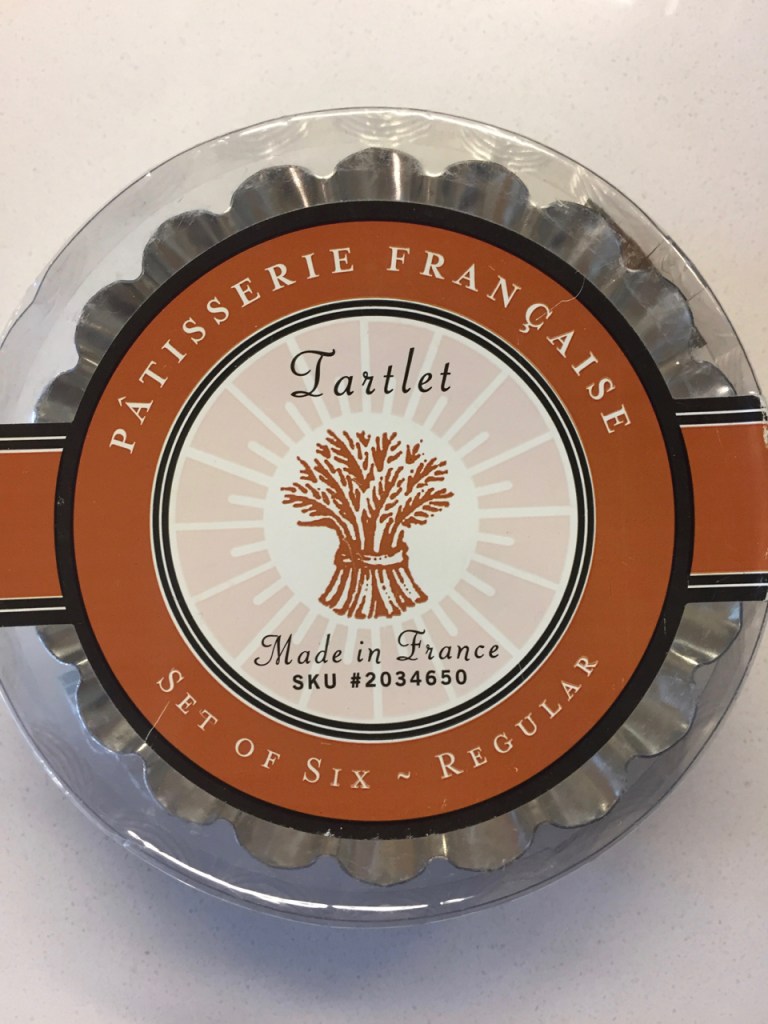 PÂTISSERIE FRANÇAISE
Tartlet
Made in France
SKU #2034650
SET OF SIX ~ REGULAR